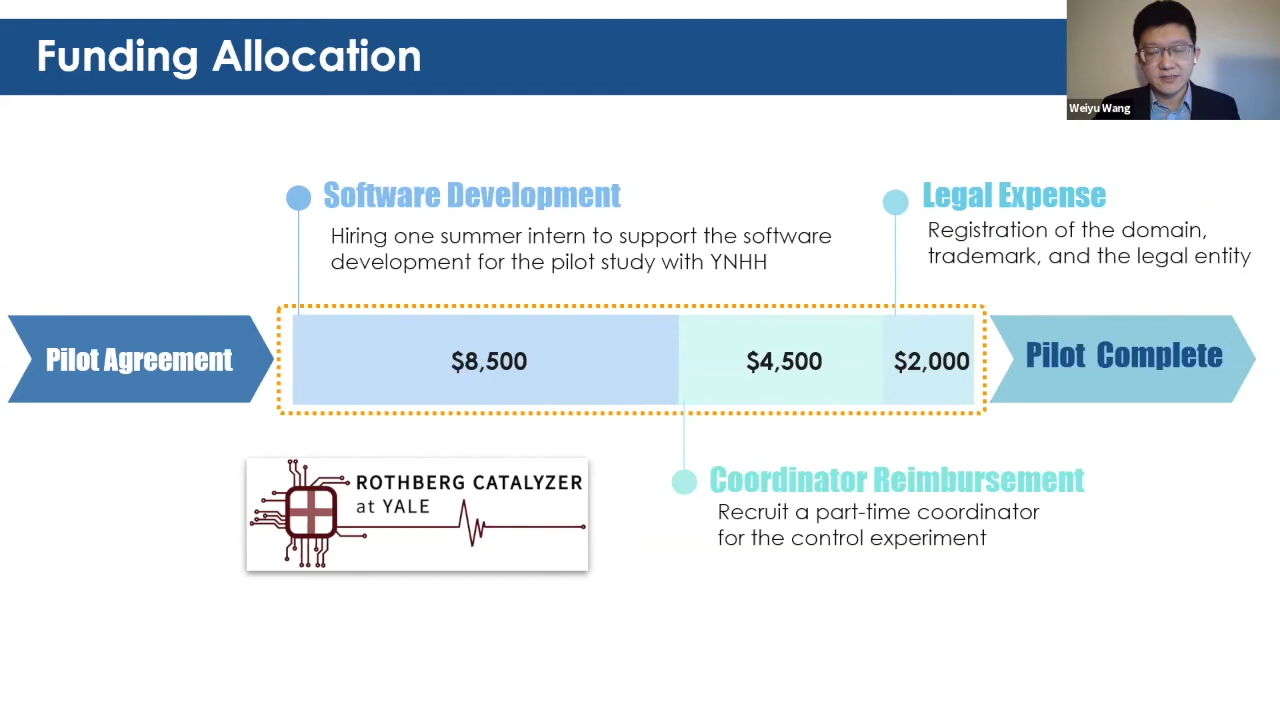 Funding Allocation
Weiyu Wang
Software Development
Hiring one summer intern to support the software
development for the pilot study with YNHH
Legal Expense
Registration of the domain,
trademark, and the legal entity
Pilot Agreement
$8,500
$4,500
$2,000
Pilot Complete
ROTHBERG CATALYZER
at YALE
Coordinator Reimbursement
Recruit a part-time coordinator
for the control experiment